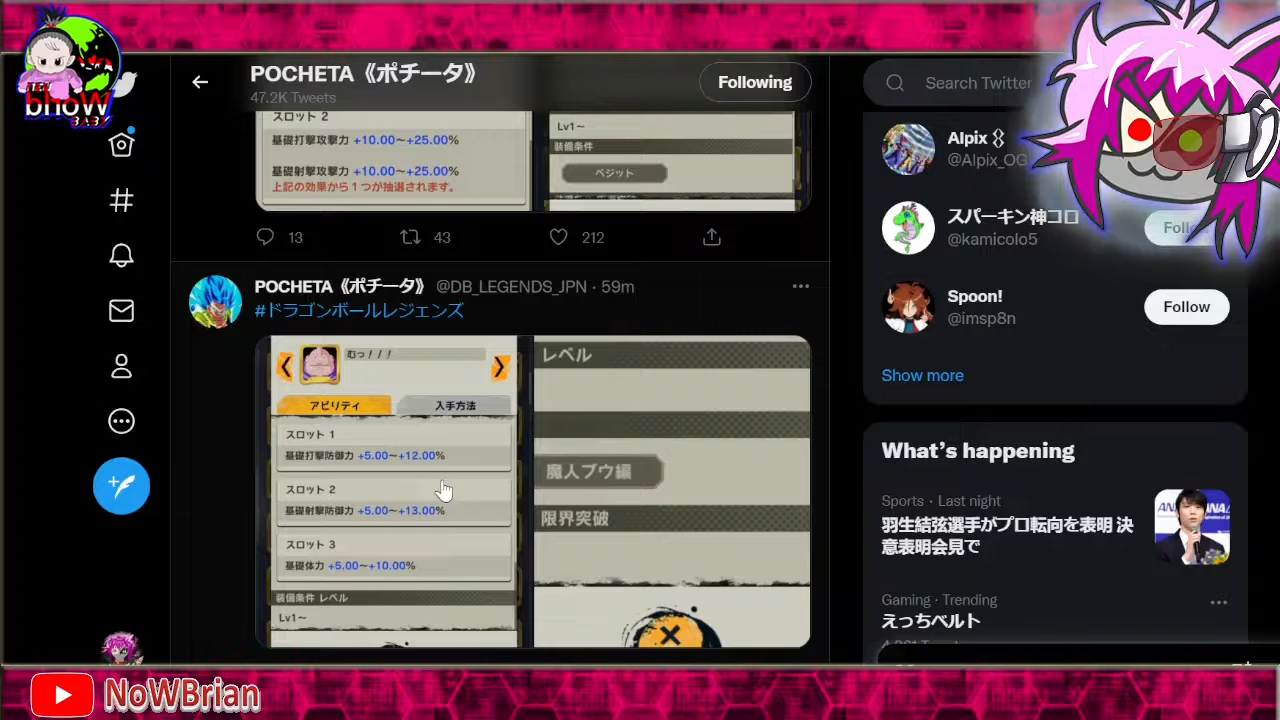 bhoW
BABY
POCHETA《ポチータ》
47.2K Tweets
Following
スロット 2
基礎打撃攻撃力 +10.00~+25.00%
基礎射撃攻撃力 +10.00~+25.00%
上記の効果から1つが抽選されます。
Lv1~
装備条件
ベジット
13
43
212
POCHETA《ポチータ》 @DB_LEGENDS_JPN · 59m
#ドラゴンボールレジェンズ
むっ!!!
アビリティ
入手方法
スロット 1
基礎打撃防御力 +5.00~+12.00%
スロット 2
基礎射撃防御力 +5.00~+13.00%
スロット 3
基礎体力 +5.00~+10.00%
装備条件 レベル
Lv1~
レベル
魔人ブウ編
限界突破
Search Twitter
Alpix
@Alpix_OG
スパーキン神コロ
@kamicolo5
Foll
Spoon!
@imsp8n
Follow
Show more
What's happening
Sports · Last night
羽生結弦選手がプロ転向を表明 決
意表明会見で
Gaming · Trending
えっちベルト
NoWBrian